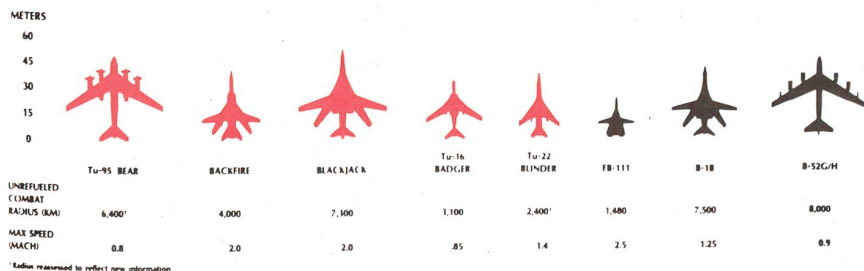 METERS
60
45
30
15
0
Tu-95 BEAR BACKFIRE BLACKJACK Tu-16 BADGER Tu-22 BLINDER FB-111 B-1B B-52G/H
UNREFUELED
COMBAT
RADIUS (KM) 6,400¹ 4,000 7,300 3,100 2,400¹ 1,480 7,500 8,000
MAX SPEED
(MACH) 0.8 2.0 2.0 .85 1.4 2.5 1.25 0.9
¹Radius reassessed to reflect new information